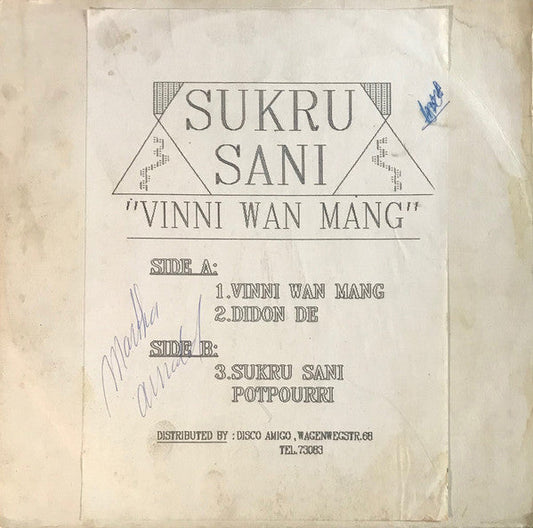 SUKRU
SANI
"VINNI WAN MANG"
SIDE A:
1.VINNI WAN MANG
2.DIDON DE
SIDE B:
3.SUKRU SANI
POTPOURRI
DISTRIBUTED BY : DISCO AMIGO ,WAGENWEGSTR.68
TEL.73083